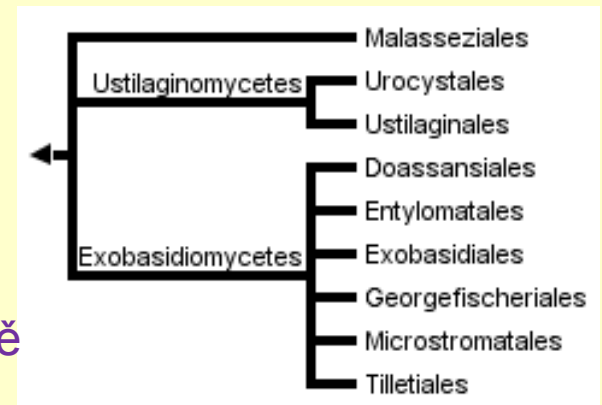 Malasseziales
Ustilaginomycetes
Urocystales
Ustilaginales
Doassansiales
Entylomatales
Exobasidiomycetes
Exobasidiales
Georgefischeriales
ě
Microstromatales
Tilletiales